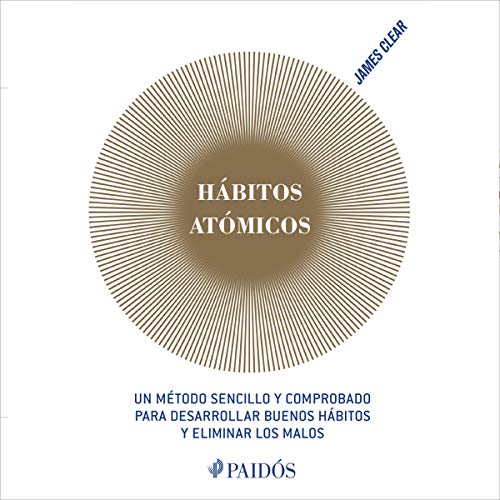 JAMES CLEAR
HÁBITOS
ATÓMICOS
UN MÉTODO SENCILLO Y COMPROBADO
PARA DESARROLLAR BUENOS HÁBITOS
Y ELIMINAR LOS MALOS
PAIDÓS